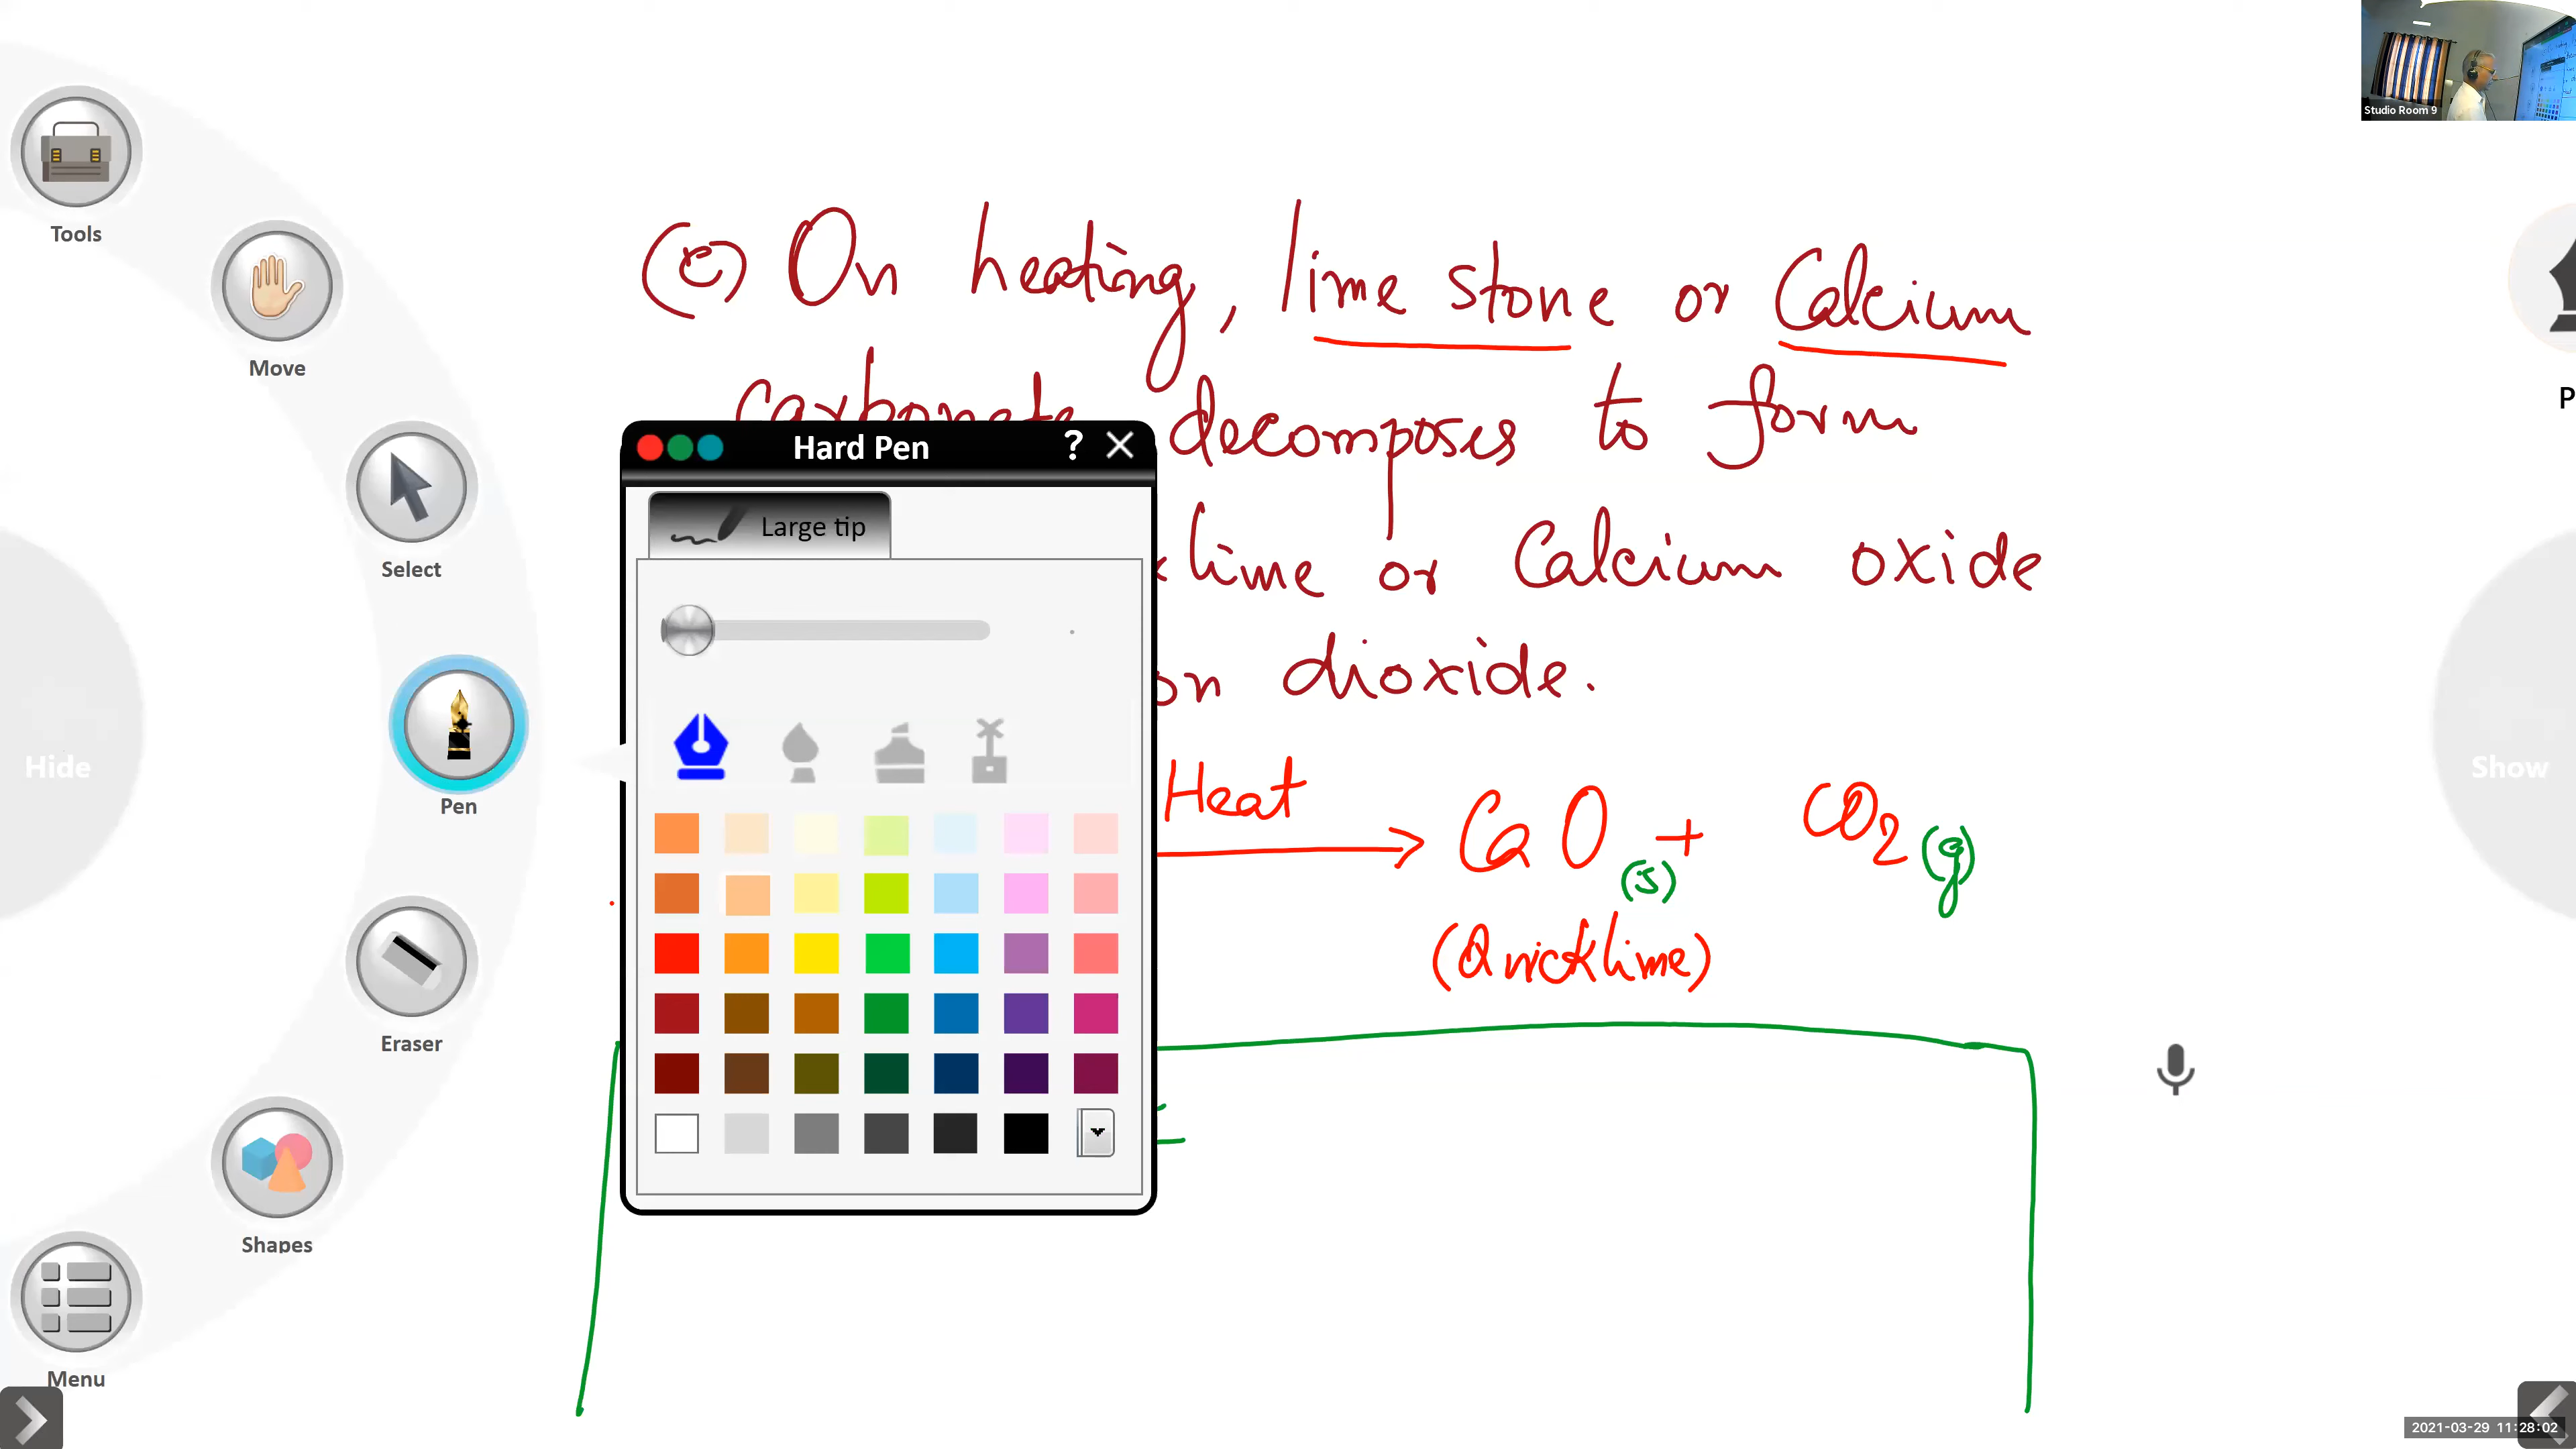 Studio Room 9
Tools
Move
Select
Pen
Eraser
Shapes
Menu
Hide
Show
P
(c) On heating, lime stone or Calcium
carbonate decomposes to form
lime or Calcium oxide
on dioxide.
Hard Pen ? X
Large tip
Heat
CaO (s) + CO2 (g)
(Quicklime)
2021-03-29 11:28:02